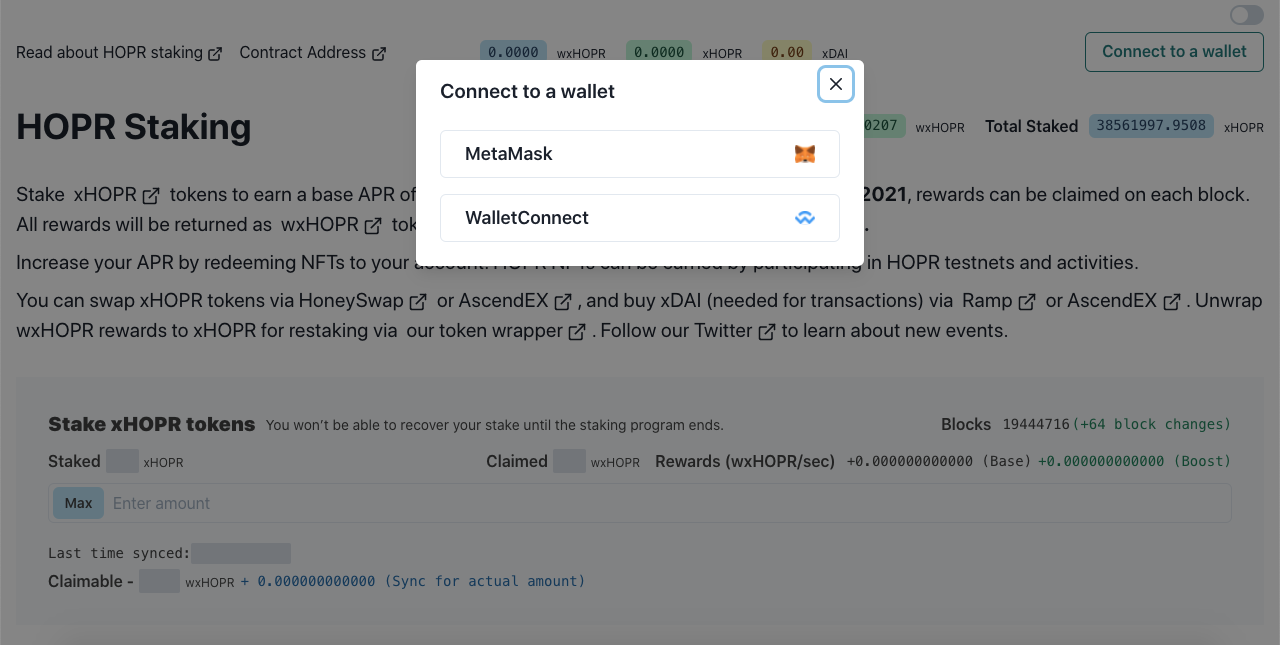 Read about HOPR staking Contract Address 0.0000 wxHOPR 0.0000 xHOPR 0.00 xDAI Connect to a wallet
Connect to a wallet
HOPR Staking 0207 wxHOPR Total Staked 38561997.9508 xHOPR
MetaMask
Stake xHOPR tokens to earn a base APR of 2021, rewards can be claimed on each block.
WalletConnect
All rewards will be returned as wxHOPR
Increase your APR by redeeming NFTs to your account. HOPR NFTs can be earned by participating in HOPR testnets and activities.
You can swap xHOPR tokens via HoneySwap or AscendEX , and buy xDAI (needed for transactions) via Ramp or AscendEX . Unwrap
wxHOPR rewards to xHOPR for restaking via our token wrapper . Follow our Twitter to learn about new events.
Stake xHOPR tokens You won't be able to recover your stake until the staking program ends. Blocks 19444716(+64 block changes)
Staked xHOPR Claimed wxHOPR Rewards (wxHOPR/sec) +0.000000000000 (Base) +0.000000000000 (Boost)
Max Enter amount
Last time synced:
Claimable - wxHOPR + 0.000000000000 (Sync for actual amount)